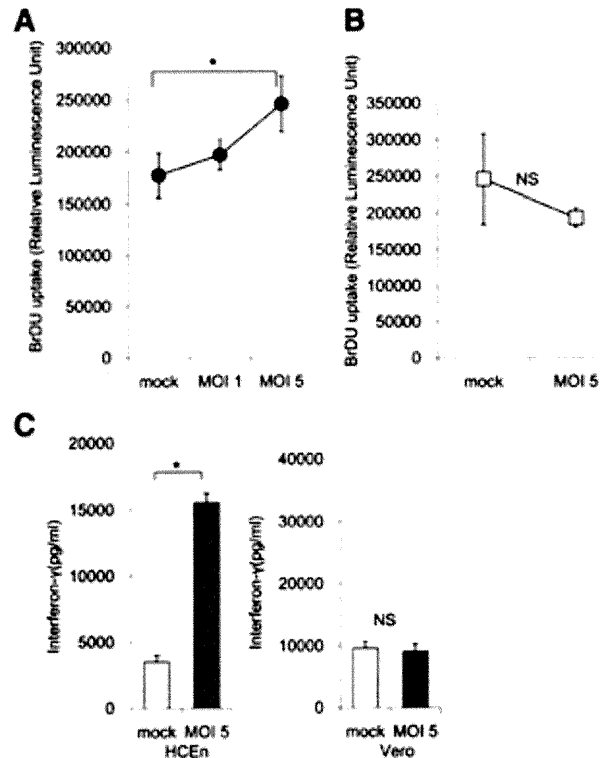 A
BrDU uptake (Relative Luminescence Unit)
300000
250000
200000
150000
100000
50000
0
*
mock MOI 1 MOI 5
B
BrDU uptake (Relative Luminescence Unit)
350000
300000
250000
200000
150000
100000
50000
0
NS
mock MOI 5
C
Interferon-γ(pg/ml)
20000
15000
10000
5000
0
*
mock MOI 5
HCEn
Interferon-γ(pg/ml)
40000
30000
20000
10000
0
NS
mock MOI 5
Vero